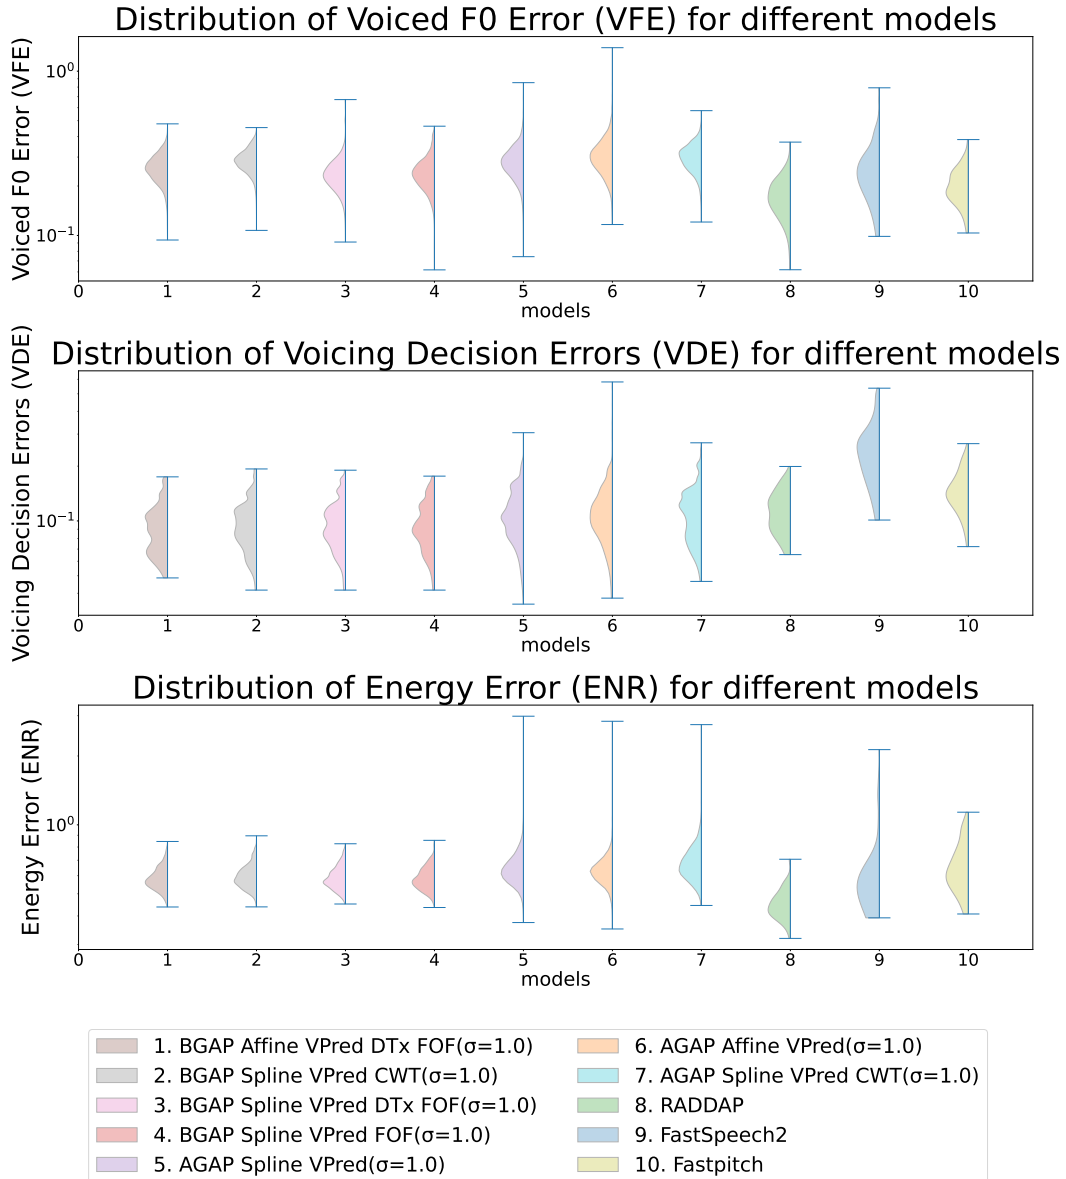 Distribution of Voiced F0 Error (VFE) for different models
Voiced F0 Error (VFE)
10⁰
10⁻¹
0 1 2 3 4 5 6 7 8 9 10
models
Distribution of Voicing Decision Errors (VDE) for different models
Voicing Decision Errors (VDE)
10⁻¹
0 1 2 3 4 5 6 7 8 9 10
models
Distribution of Energy Error (ENR) for different models
Energy Error (ENR)
10⁰
0 1 2 3 4 5 6 7 8 9 10
models
1. BGAP Affine VPred DTx FOF(σ=1.0)
2. BGAP Spline VPred CWT(σ=1.0)
3. BGAP Spline VPred DTx FOF(σ=1.0)
4. BGAP Spline VPred FOF(σ=1.0)
5. AGAP Spline VPred(σ=1.0)
6. AGAP Affine VPred(σ=1.0)
7. AGAP Spline VPred CWT(σ=1.0)
8. RADDAP
9. FastSpeech2
10. Fastpitch